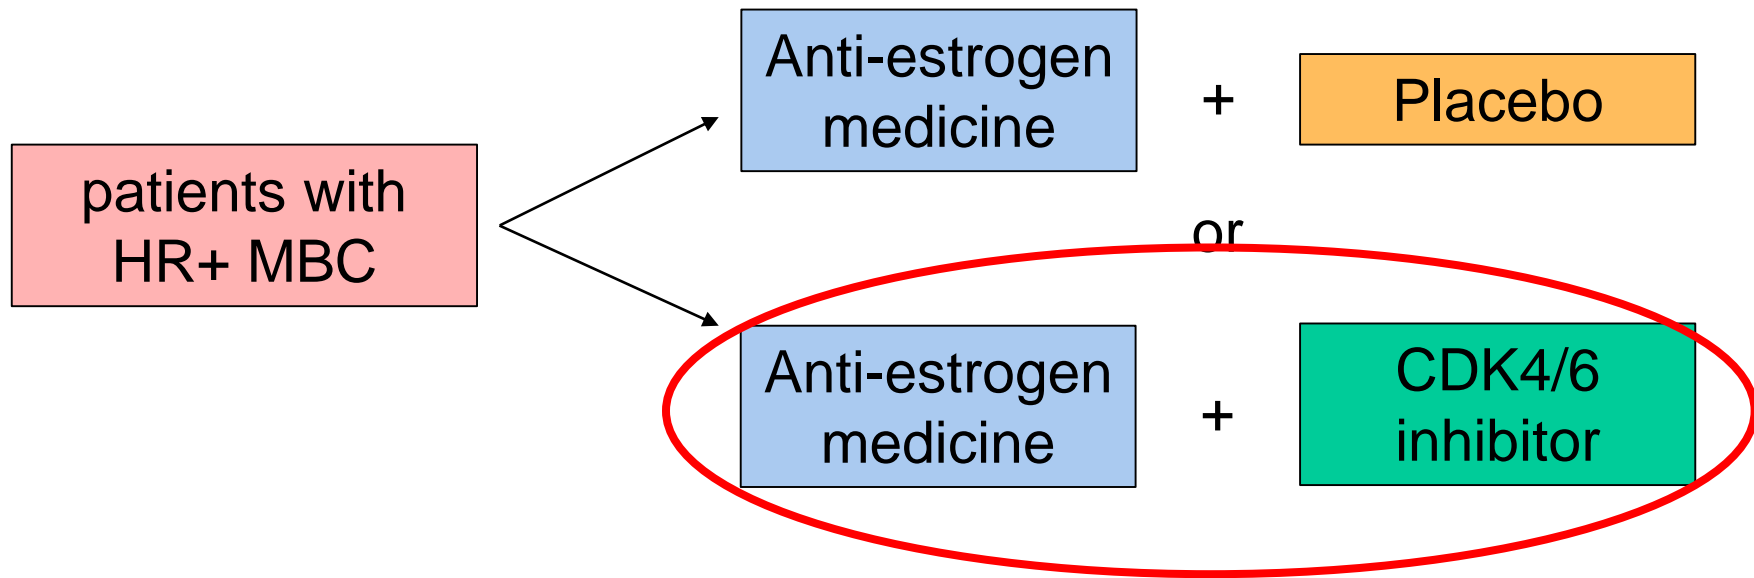 Anti-estrogen
medicine
+
Placebo
patients with
HR+ MBC
or
Anti-estrogen
medicine
+
CDK4/6
inhibitor